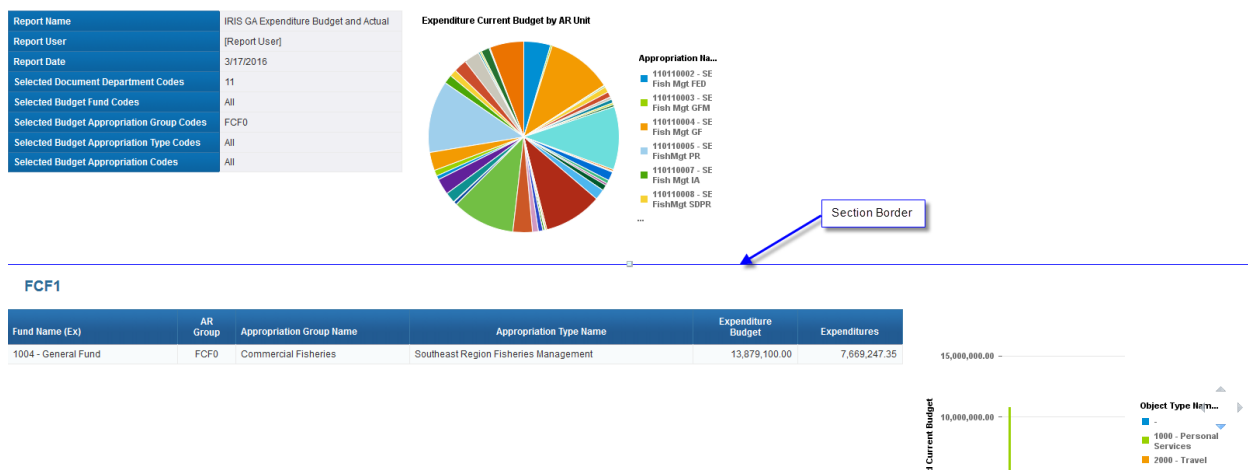 Report Name IRIS GA Expenditure Budget and Actual
Report User [Report User]
Report Date 3/17/2016
Selected Document Department Codes 11
Selected Budget Fund Codes All
Selected Budget Appropriation Group Codes FCF0
Selected Budget Appropriation Type Codes All
Selected Budget Appropriation Codes All
Expenditure Current Budget by AR Unit
Appropriation Na...
110110002 - SE
Fish Mgt FED
110110003 - SE
Fish Mgt GFM
110110004 - SE
Fish Mgt GF
110110005 - SE
FishMgt PR
110110007 - SE
Fish Mgt IA
110110008 - SE
FishMgt SDPR
...
Section Border
FCF1
Fund Name (Ex) AR Group Appropriation Group Name Appropriation Type Name Expenditure Budget Expenditures
1004 - General Fund FCF0 Commercial Fisheries Southeast Region Fisheries Management 13,879,100.00 7,669,247.35
15,000,000.00
10,000,000.00
Current Budget
Object Type Nam...
-
1000 - Personal
Services
2000 - Travel